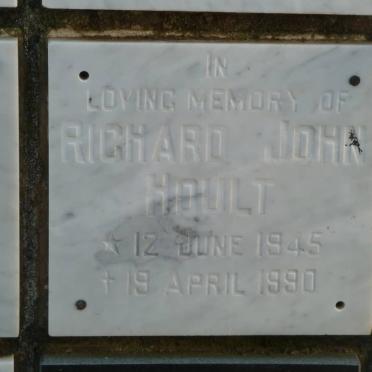 IN
LOVING MEMORY OF
RICHARD JOHN
HOULT
* 12 JUNE 1945
† 19 APRIL 1990